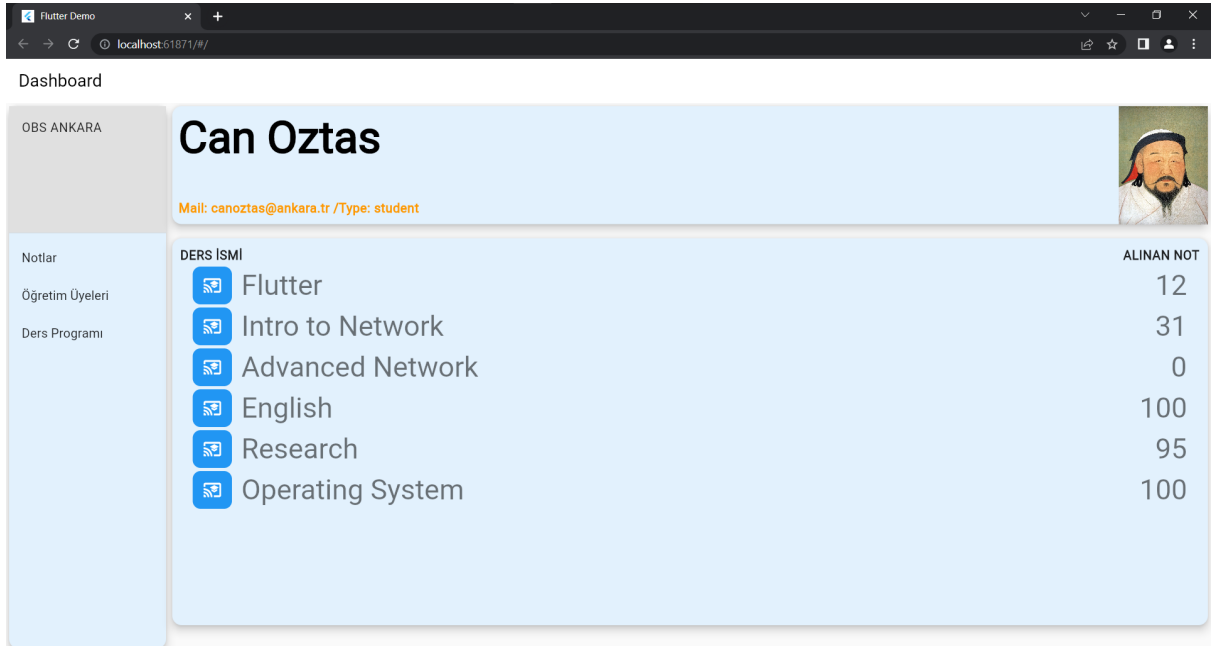 Flutter Demo
localhost:61871/#/
Dashboard
OBS ANKARA
Notlar
Öğretim Üyeleri
Ders Programı
Can Oztas
Mail: canoztas@ankara.tr /Type: student
DERS İSMİ ALINAN NOT
Flutter 12
Intro to Network 31
Advanced Network 0
English 100
Research 95
Operating System 100